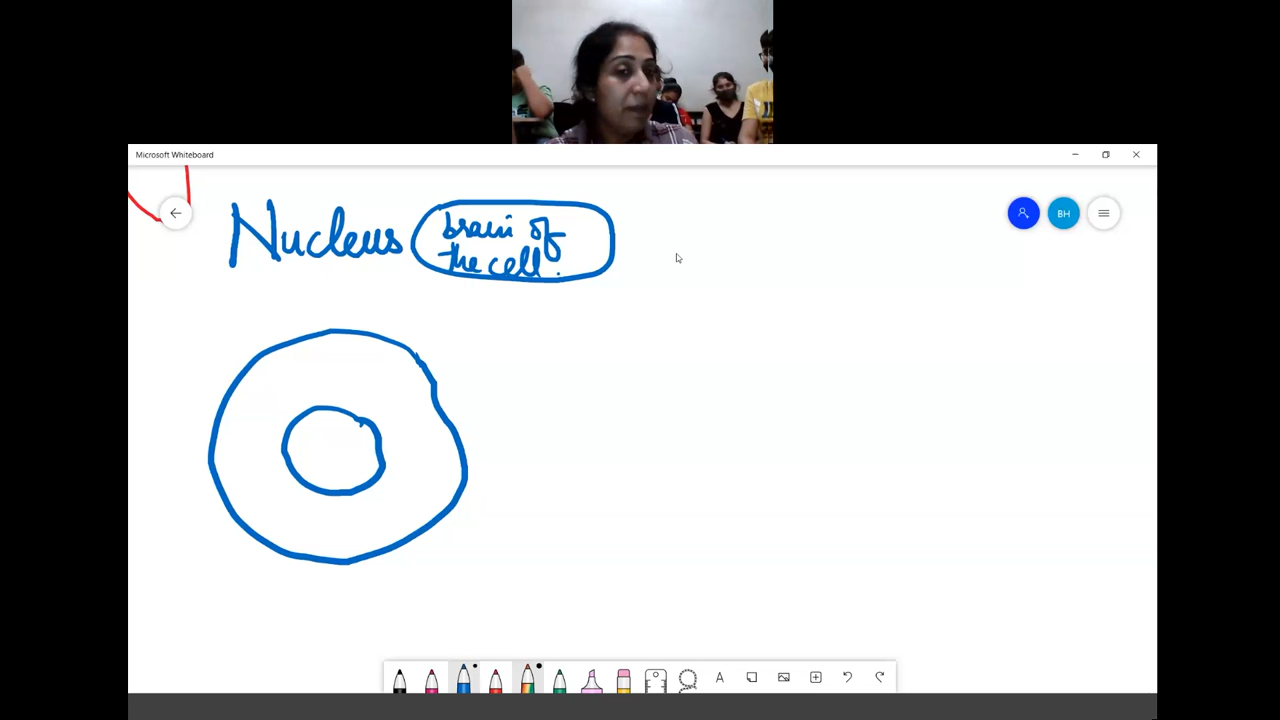 Microsoft Whiteboard
Nucleus
brain of
the cell.
BH
A